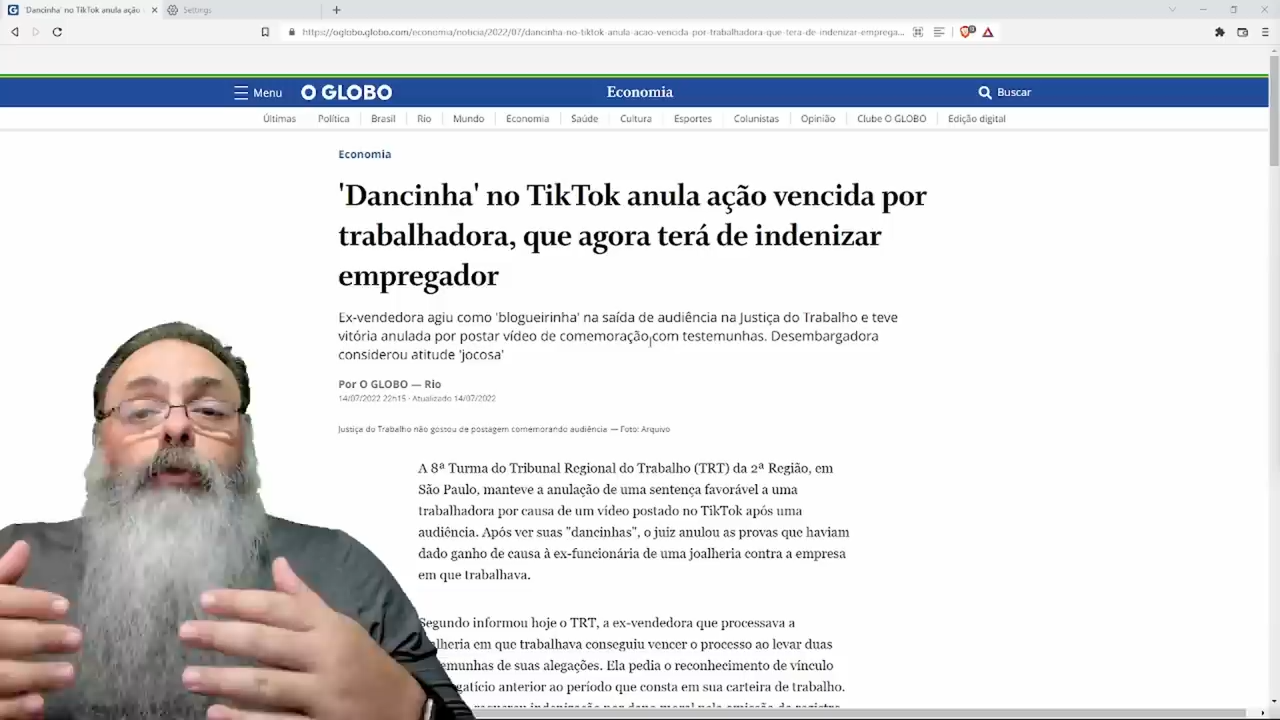 'Dancinha' no TikTok anula ação
Settings
https://oglobo.globo.com/economia/noticia/2022/07/dancinha-no-tiktok-anula-acao-vencida-por-trabalhadora-que-tera-de-indenizar-emprega...
Menu
O GLOBO
Economia
Buscar
Últimas
Política
Brasil
Rio
Mundo
Economia
Saúde
Cultura
Esportes
Colunistas
Opinião
Clube O GLOBO
Edição digital
Economia
'Dancinha' no TikTok anula ação vencida por
trabalhadora, que agora terá de indenizar
empregador
Ex-vendedora agiu como 'blogueirinha' na saída de audiência na Justiça do Trabalho e teve
vitória anulada por postar vídeo de comemoração com testemunhas. Desembargadora
considerou atitude 'jocosa'
Por O GLOBO — Rio
14/07/2022 22h15 · Atualizado 14/07/2022
Justiça do Trabalho não gostou de postagem comemorando audiência — Foto: Arquivo
A 8ª Turma do Tribunal Regional do Trabalho (TRT) da 2ª Região, em
São Paulo, manteve a anulação de uma sentença favorável a uma
trabalhadora por causa de um vídeo postado no TikTok após uma
audiência. Após ver suas "dancinhas", o juiz anulou as provas que haviam
dado ganho de causa à ex-funcionária de uma joalheria contra a empresa
em que trabalhava.
Segundo informou hoje o TRT, a ex-vendedora que processava a
alheria em que trabalhava conseguiu vencer o processo ao levar duas
emunhas de suas alegações. Ela pedia o reconhecimento de vínculo
gatício anterior ao período que consta em sua carteira de trabalho.